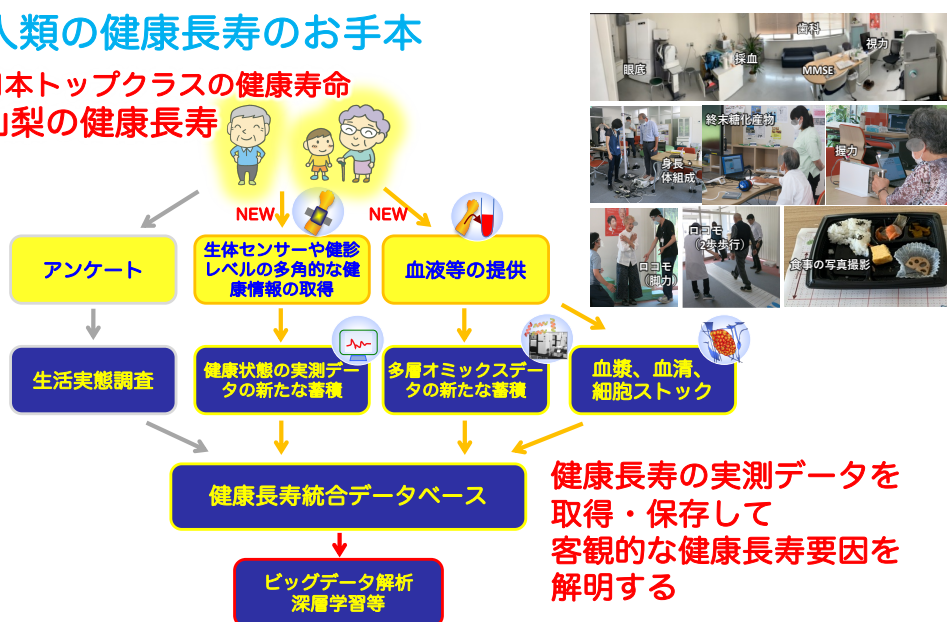 人類の健康長寿のお手本
日本トップクラスの健康寿命
山梨の健康長寿
歯科
視力
採血
眼底
MMSE
終末糖化産物
握力
身長
体組成
ロコモ
(2歩歩行)
ロコモ
(脚力)
食事の写真撮影
NEW
NEW
アンケート
生体センサーや健診
レベルの多角的な健
康情報の取得
血液等の提供
生活実態調査
健康状態の実測デー
タの新たな蓄積
多層オミックスデー
タの新たな蓄積
血漿、血清、
細胞ストック
健康長寿統合データベース
健康長寿の実測データを
取得・保存して
客観的な健康長寿要因を
解明する
ビッグデータ解析
深層学習等